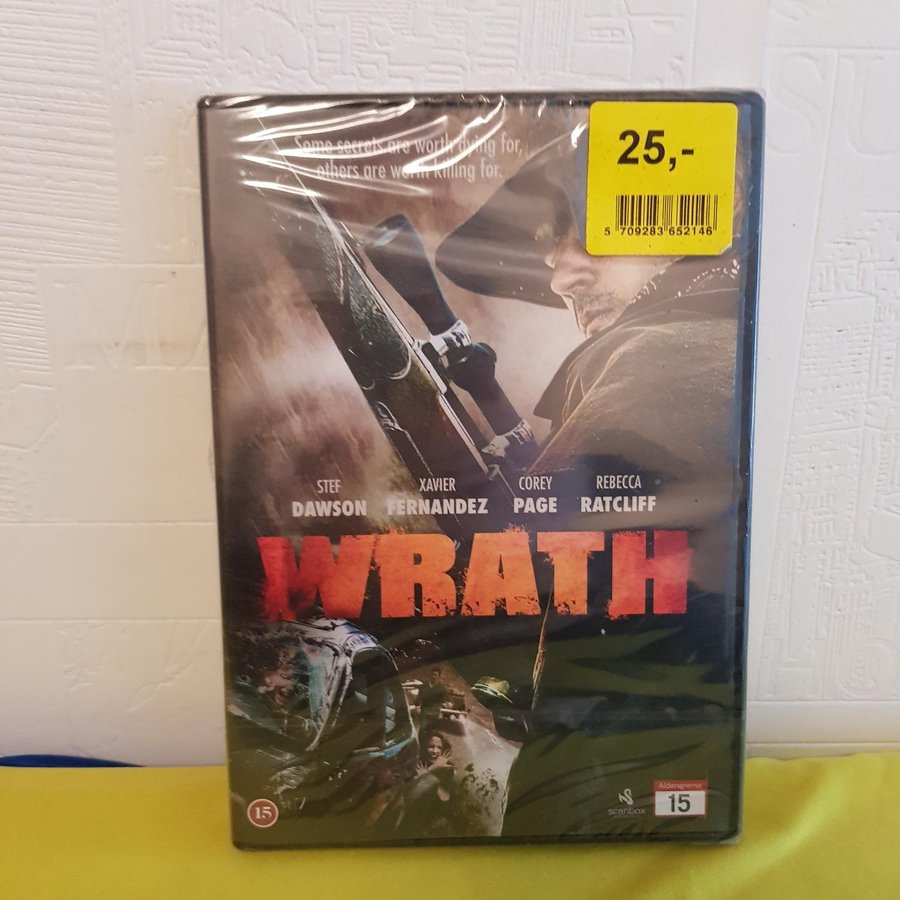 Some secrets are worth dying for,
others are worth killing for.
25,-
5 709283 652146
STEF DAWSON
XAVIER FERNANDEZ
COREY PAGE
REBECCA RATCLIFF
WRATH
15
scanbox
Aldersgrense
15